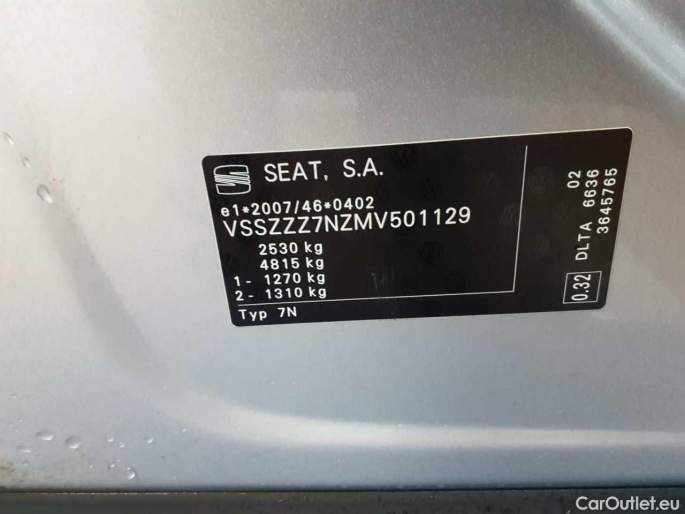 SEAT, S.A.
e1*2007/46*0402
VSSZZZ7NZMV501129
2530 kg
4815 kg
1 - 1270 kg
2 - 1310 kg
Typ 7N
02
DLTA 6636
3645765
0.32
CarOutlet.eu